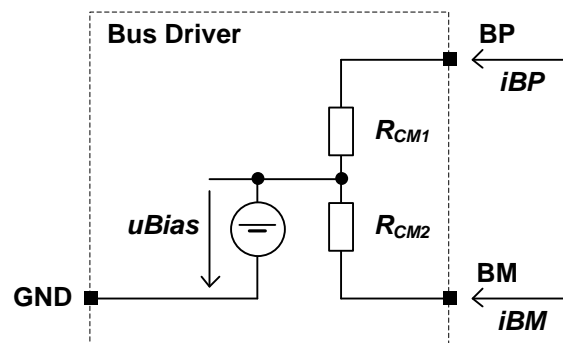 Bus Driver
BP
iBP
RCM1
uBias
RCM2
GND
BM
iBM